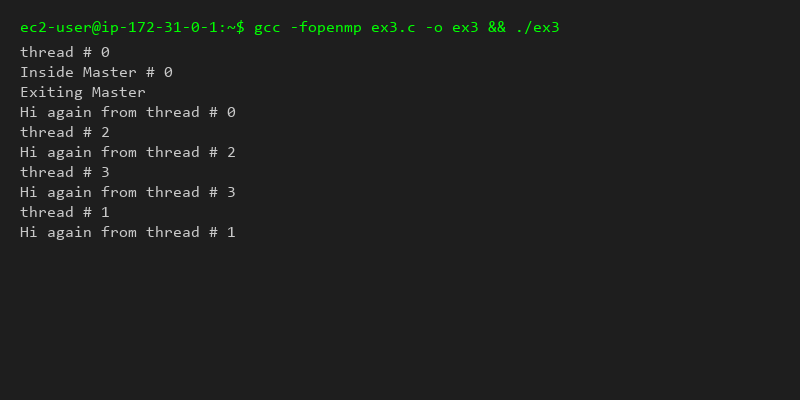 ec2-user@ip-172-31-0-1:~$ gcc -fopenmp ex3.c -o ex3 && ./ex3
thread # 0
Inside Master # 0
Exiting Master
Hi again from thread # 0
thread # 2
Hi again from thread # 2
thread # 3
Hi again from thread # 3
thread # 1
Hi again from thread # 1